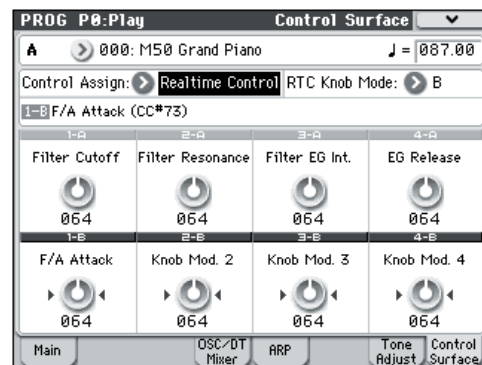 PROG P0:Play Control Surface
A 000: M50 Grand Piano ♩ = 087.00
Control Assign: Realtime Control RTC Knob Mode: B
1-B F/A Attack (CC#73)
1-A 2-A 3-A 4-A
Filter Cutoff Filter Resonance Filter EG Int. EG Release
064 064 064 064
1-B 2-B 3-B 4-B
F/A Attack Knob Mod. 2 Knob Mod. 3 Knob Mod. 4
064 064 064 064
Main OSC/DT Mixer ARP Tone Adjust Control Surface